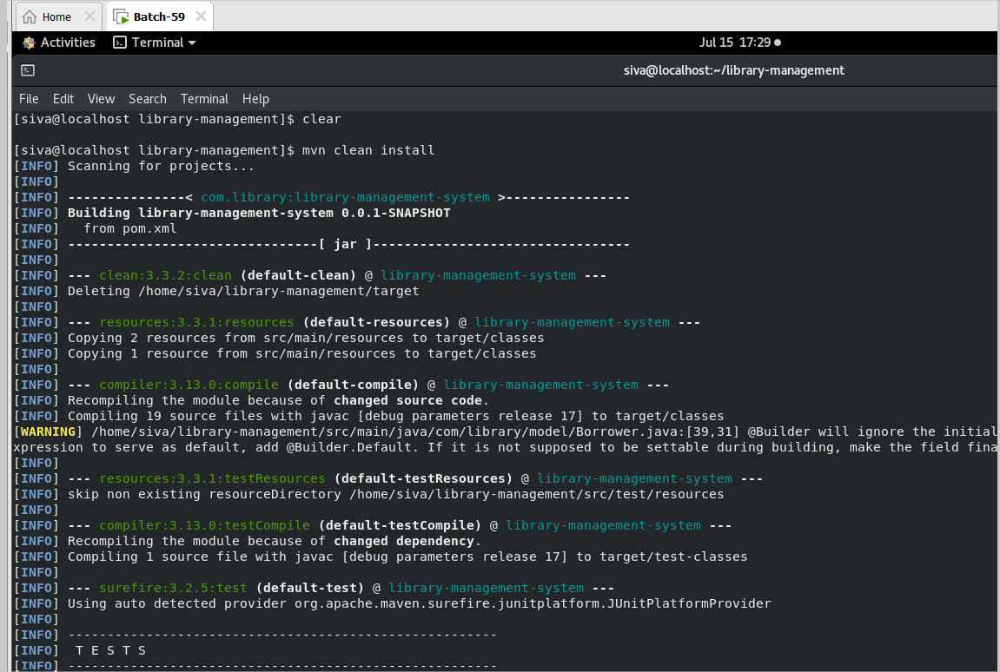 Home
Batch-59
Activities Terminal Jul 15 17:29
siva@localhost:~/library-management
File Edit View Search Terminal Help
[siva@localhost library-management]$ clear
[siva@localhost library-management]$ mvn clean install
[INFO] Scanning for projects...
[INFO]
[INFO] ---------------< com.library:library-management-system >----------------
[INFO] Building library-management-system 0.0.1-SNAPSHOT
[INFO]   from pom.xml
[INFO] --------------------------------[ jar ]---------------------------------
[INFO]
[INFO] --- clean:3.3.2:clean (default-clean) @ library-management-system ---
[INFO] Deleting /home/siva/library-management/target
[INFO]
[INFO] --- resources:3.3.1:resources (default-resources) @ library-management-system ---
[INFO] Copying 2 resources from src/main/resources to target/classes
[INFO] Copying 1 resource from src/main/resources to target/classes
[INFO]
[INFO] --- compiler:3.13.0:compile (default-compile) @ library-management-system ---
[INFO] Recompiling the module because of changed source code.
[INFO] Compiling 19 source files with javac [debug parameters release 17] to target/classes
[WARNING] /home/siva/library-management/src/main/java/com/library/model/Borrower.java:[39,31] @Builder will ignore the initial
xpression to serve as default, add @Builder.Default. If it is not supposed to be settable during building, make the field fina
[INFO]
[INFO] --- resources:3.3.1:testResources (default-testResources) @ library-management-system ---
[INFO] skip non existing resourceDirectory /home/siva/library-management/src/test/resources
[INFO]
[INFO] --- compiler:3.13.0:testCompile (default-testCompile) @ library-management-system ---
[INFO] Recompiling the module because of changed dependency.
[INFO] Compiling 1 source file with javac [debug parameters release 17] to target/test-classes
[INFO]
[INFO] --- surefire:3.2.5:test (default-test) @ library-management-system ---
[INFO] Using auto detected provider org.apache.maven.surefire.junitplatform.JUnitPlatformProvider
[INFO]
[INFO] -------------------------------------------------------
[INFO]  T E S T S
[INFO] -------------------------------------------------------